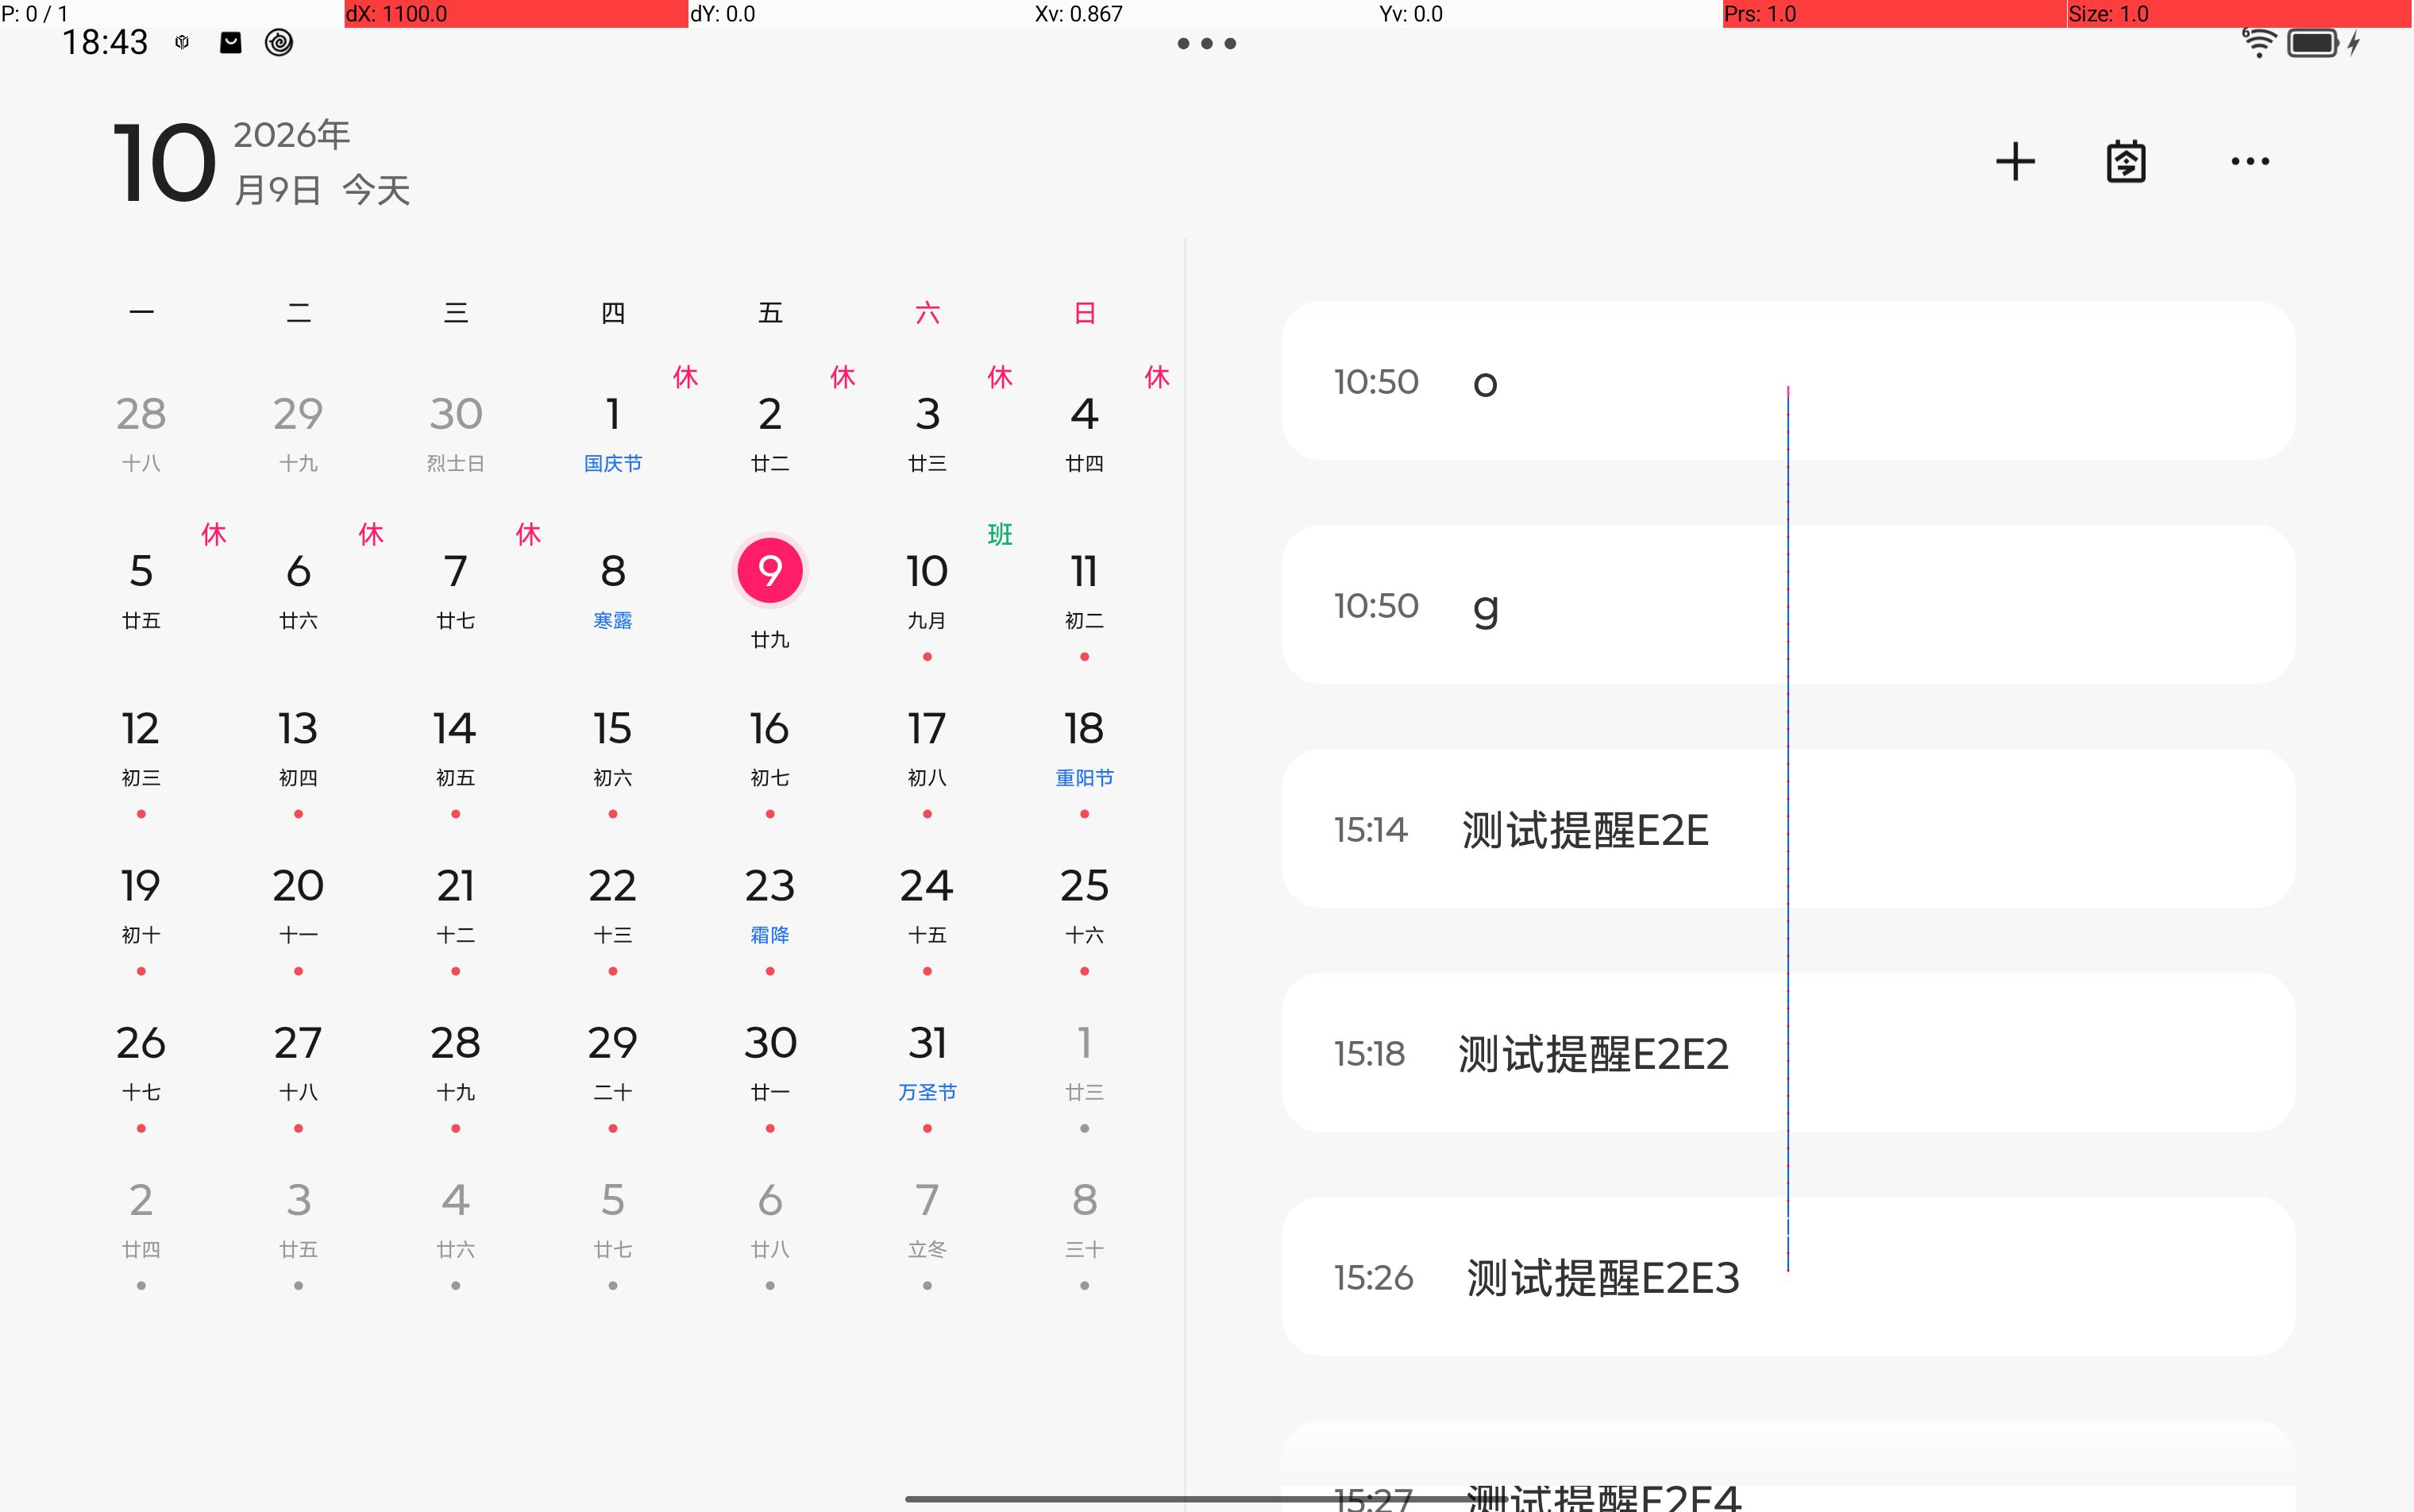 P: 0 / 1 dX: 1100.0 dY: 0.0 Xv: 0.867 Yv: 0.0 Prs: 1.0 Size: 1.0
18:43
10 2026年
月9日 今天
一 二 三 四 五 六 日
休 休 休 休
28 29 30 1 2 3 4
十八 十九 烈士日 国庆节 廿二 廿三 廿四
休 休 休 班
5 6 7 8 9 10 11
廿五 廿六 廿七 寒露 廿九 九月 初二
12 13 14 15 16 17 18
初三 初四 初五 初六 初七 初八 重阳节
19 20 21 22 23 24 25
初十 十一 十二 十三 霜降 十五 十六
26 27 28 29 30 31 1
十七 十八 十九 二十 廿一 万圣节 廿三
2 3 4 5 6 7 8
廿四 廿五 廿六 廿七 廿八 立冬 三十
今
10:50 o
10:50 g
15:14 测试提醒E2E
15:18 测试提醒E2E2
15:26 测试提醒E2E3
15:27 测试提醒E2E4